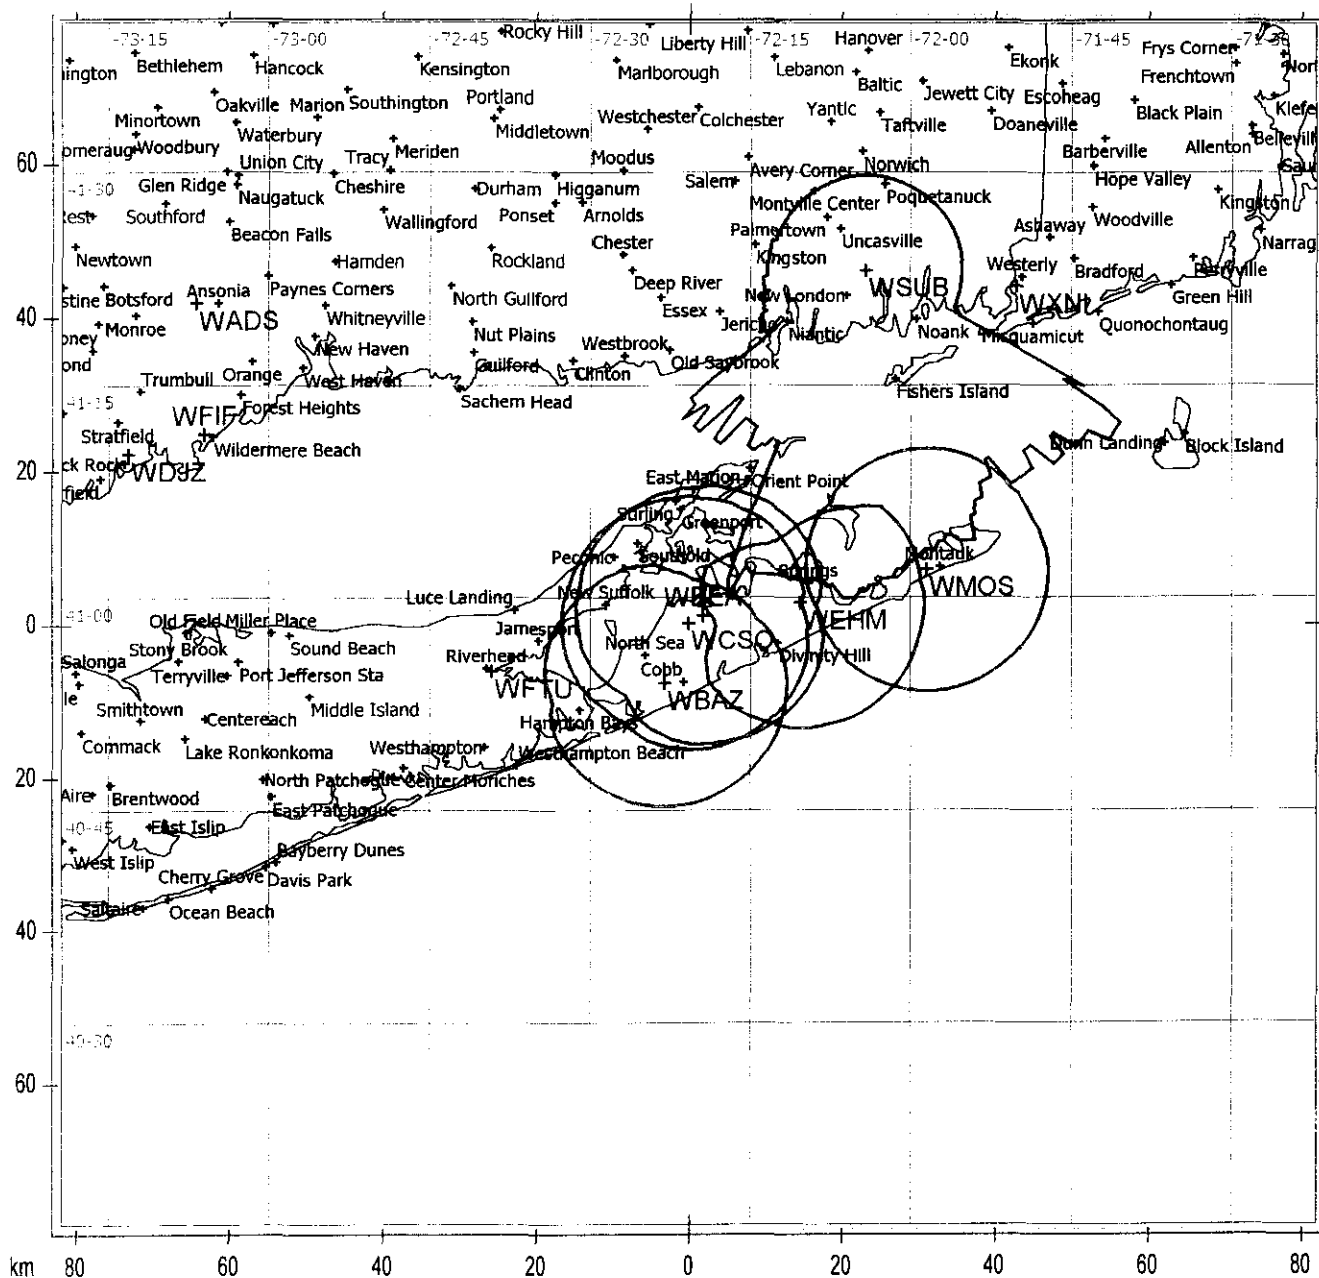 Rocky Hill
Hanover
-73-15
-73-00
-72-45
-72-30
Liberty Hill
-72-15
-72-00
-71-45
Frys Corner
-71-30
Bethlehem
Hancock
Kensington
Marlborough
Lebanon
Ekonk
Frenchtown
Baltic
Oakville
Marion
Southington
Portland
Jewett City
Escoheag
Black Plain
Minortown
Waterbury
Middletown
Westchester
Colchester
Yantic
Taftville
Doaneville
Woodbury
Union City
Tracy
Meriden
Moodus
Avery Corner
Norwich
Barberville
Allenton
60
Glen Ridge
Naugatuck
Cheshire
Durham
Higganum
Salem
Montville Center
Poquetanuck
Hope Valley
Kingston
Southford
Beacon Falls
Wallingford
Ponset
Arnolds
Palmertown
Uncasville
Ashaway
Woodville
Newtown
Hamden
Rockland
Chester
Kingston
Westerly
Bradford
Perryville
Botsford
Ansonia
Paynes Corners
North Guilford
Deep River
New London
WSUB
WXNI
Green Hill
40
Monroe
WADS
Whitneyville
Nut Plains
Essex
Jericho
Niantic
Noank
Misquamicut
Quonochontaug
New Haven
Westbrook
Old Saybrook
Trumbull
Orange
West Haven
Guilford
Clinton
Fishers Island
41-15
WFIF
Forest Heights
Sachem Head
Stratfield
Wildermere Beach
Dunn Landing
Block Island
20
WDJZ
East Marion
Orient Point
Stirling
Greenport
Peconic
Southold
Springs
Montauk
Luce Landing
New Suffolk
WMOS
0
41-00
Old Field
Miller Place
Jamesport
WCSO
WEHM
Stony Brook
Sound Beach
Riverhead
North Sea
Divinity Hill
Salonga
Terryville
Port Jefferson Sta
WFTU
Cobb
WBAZ
Smithtown
Centereach
Middle Island
Hampton Bays
Commack
Lake Ronkonkoma
Westhampton
Westhampton Beach
20
North Patchogue
Center Moriches
Brentwood
East Patchogue
East Islip
West Islip
Bayberry Dunes
Cherry Grove
Davis Park
Saltaire
Ocean Beach
40
60
km
80
60
40
20
0
20
40
60
80